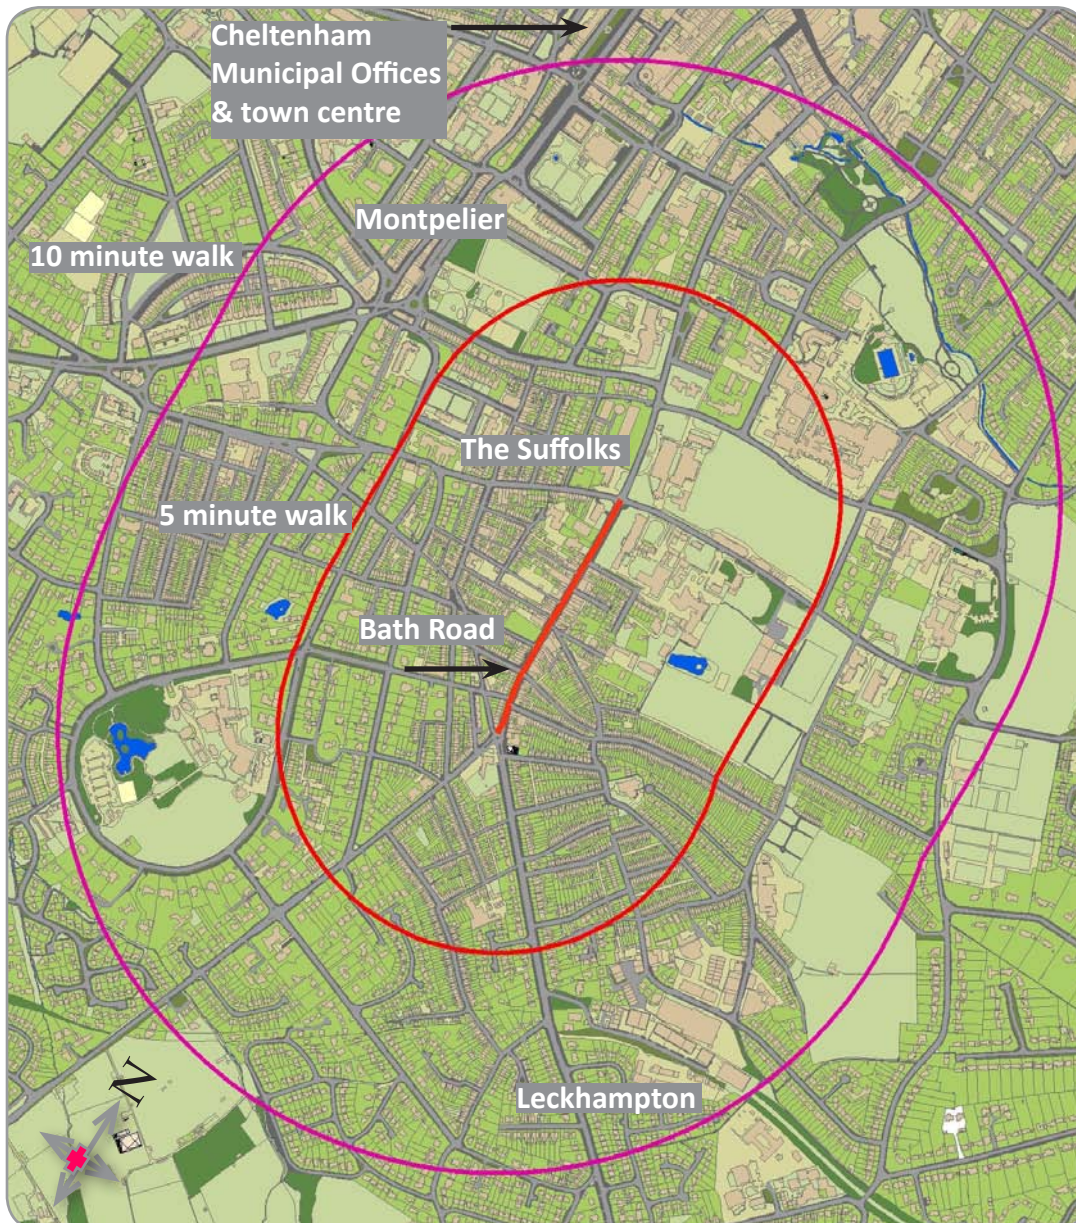 Cheltenham
Municipal Offices
& town centre
Montpelier
10 minute walk
The Suffolks
5 minute walk
Bath Road
Leckhampton
N